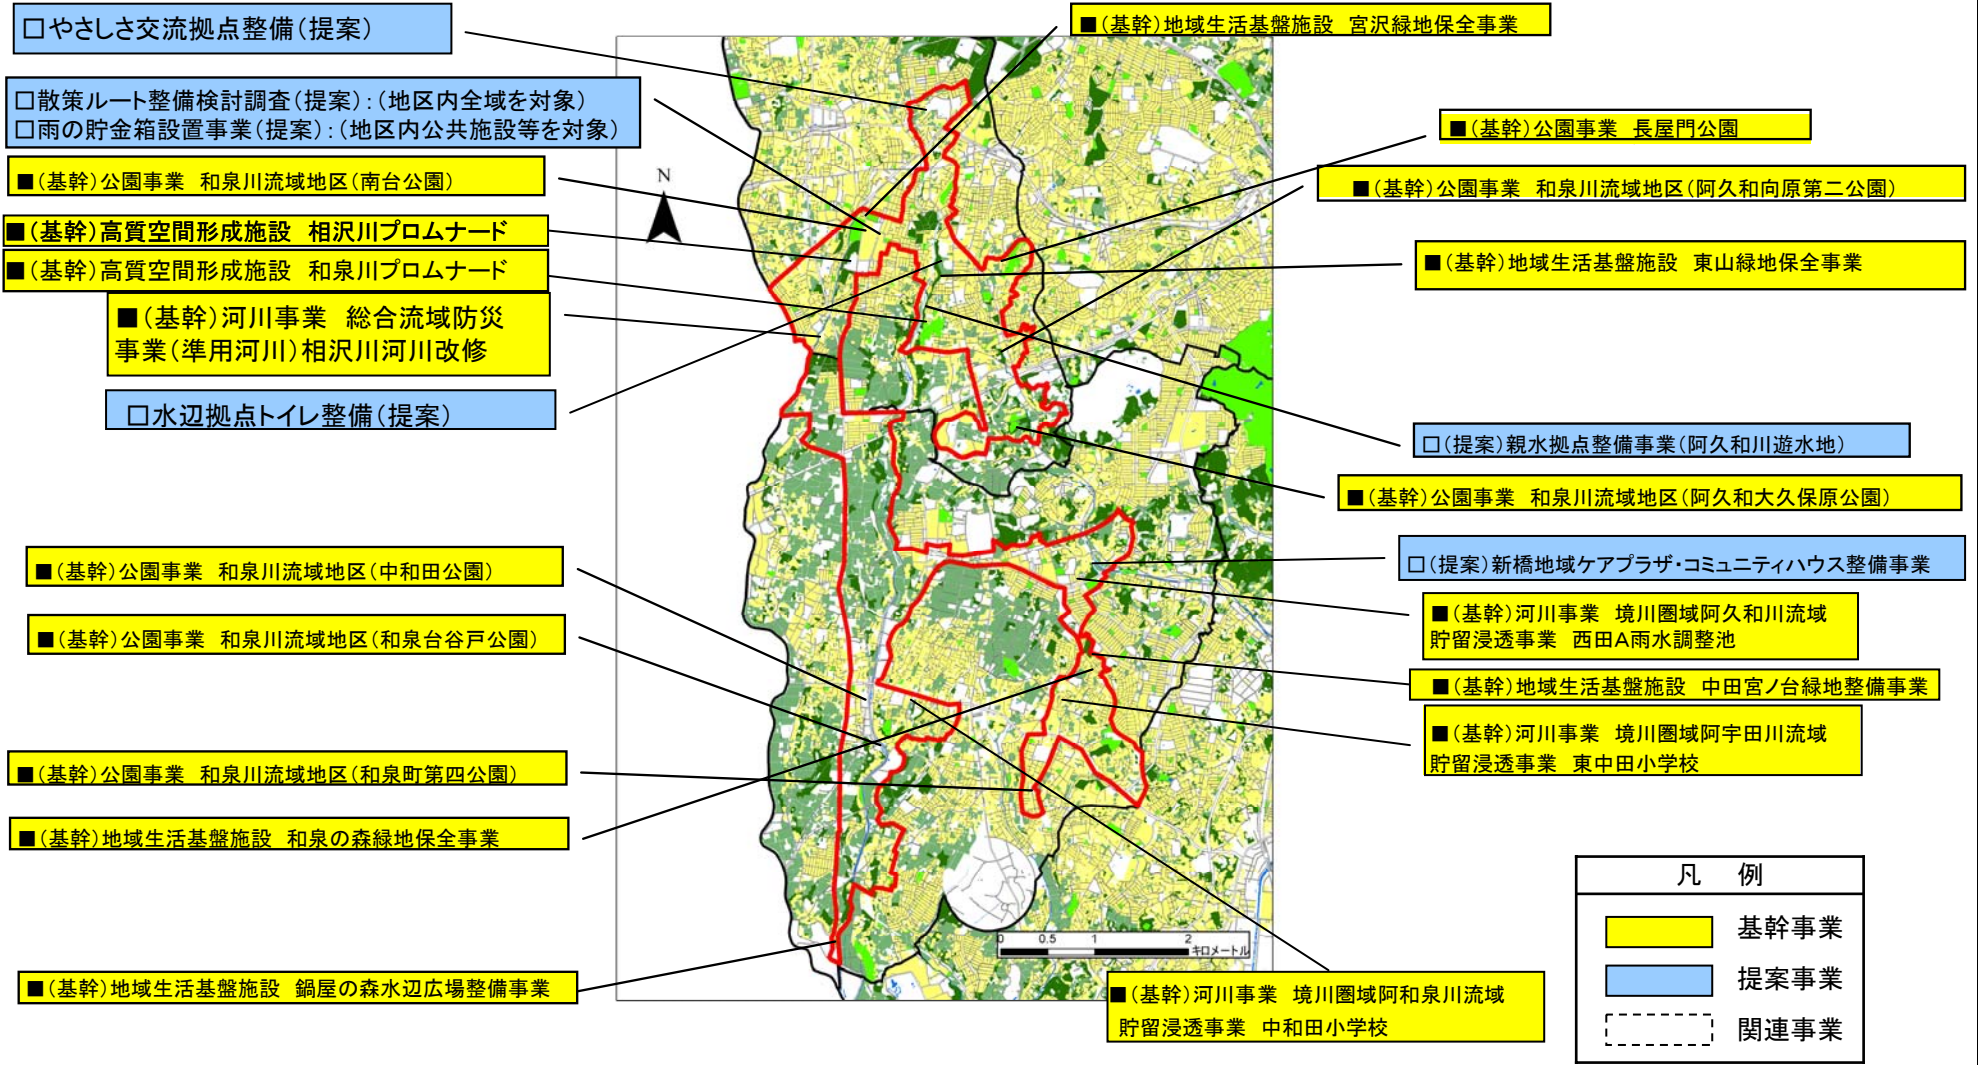 □やさしさ交流拠点整備(提案)
□散策ルート整備検討調査(提案):(地区内全域を対象)
□雨の貯金箱設置事業(提案):(地区内公共施設等を対象)
■(基幹)公園事業　和泉川流域地区(南台公園)
■(基幹)高質空間形成施設　相沢川プロムナード
■(基幹)高質空間形成施設　和泉川プロムナード
■(基幹)河川事業　総合流域防災
事業(準用河川)相沢川河川改修
□水辺拠点トイレ整備(提案)
■(基幹)公園事業　和泉川流域地区(中和田公園)
■(基幹)公園事業　和泉川流域地区(和泉台谷戸公園)
■(基幹)公園事業　和泉川流域地区(和泉町第四公園)
■(基幹)地域生活基盤施設　和泉の森緑地保全事業
■(基幹)地域生活基盤施設　鍋屋の森水辺広場整備事業
N
■(基幹)地域生活基盤施設　宮沢緑地保全事業
■(基幹)公園事業　長屋門公園
■(基幹)公園事業　和泉川流域地区(阿久和向原第二公園)
■(基幹)地域生活基盤施設　東山緑地保全事業
□(提案)親水拠点整備事業(阿久和川遊水地)
■(基幹)公園事業　和泉川流域地区(阿久和大久保原公園)
□(提案)新橋地域ケアプラザ・コミュニティハウス整備事業
■(基幹)河川事業　境川圏域阿久和川流域
貯留浸透事業　西田A雨水調整池
■(基幹)地域生活基盤施設　中田宮ノ台緑地整備事業
■(基幹)河川事業　境川圏域阿宇田川流域
貯留浸透事業　東中田小学校
0 0.5 1 2
キロメートル
■(基幹)河川事業　境川圏域阿和泉川流域
貯留浸透事業　中和田小学校
凡　例
基幹事業
提案事業
関連事業